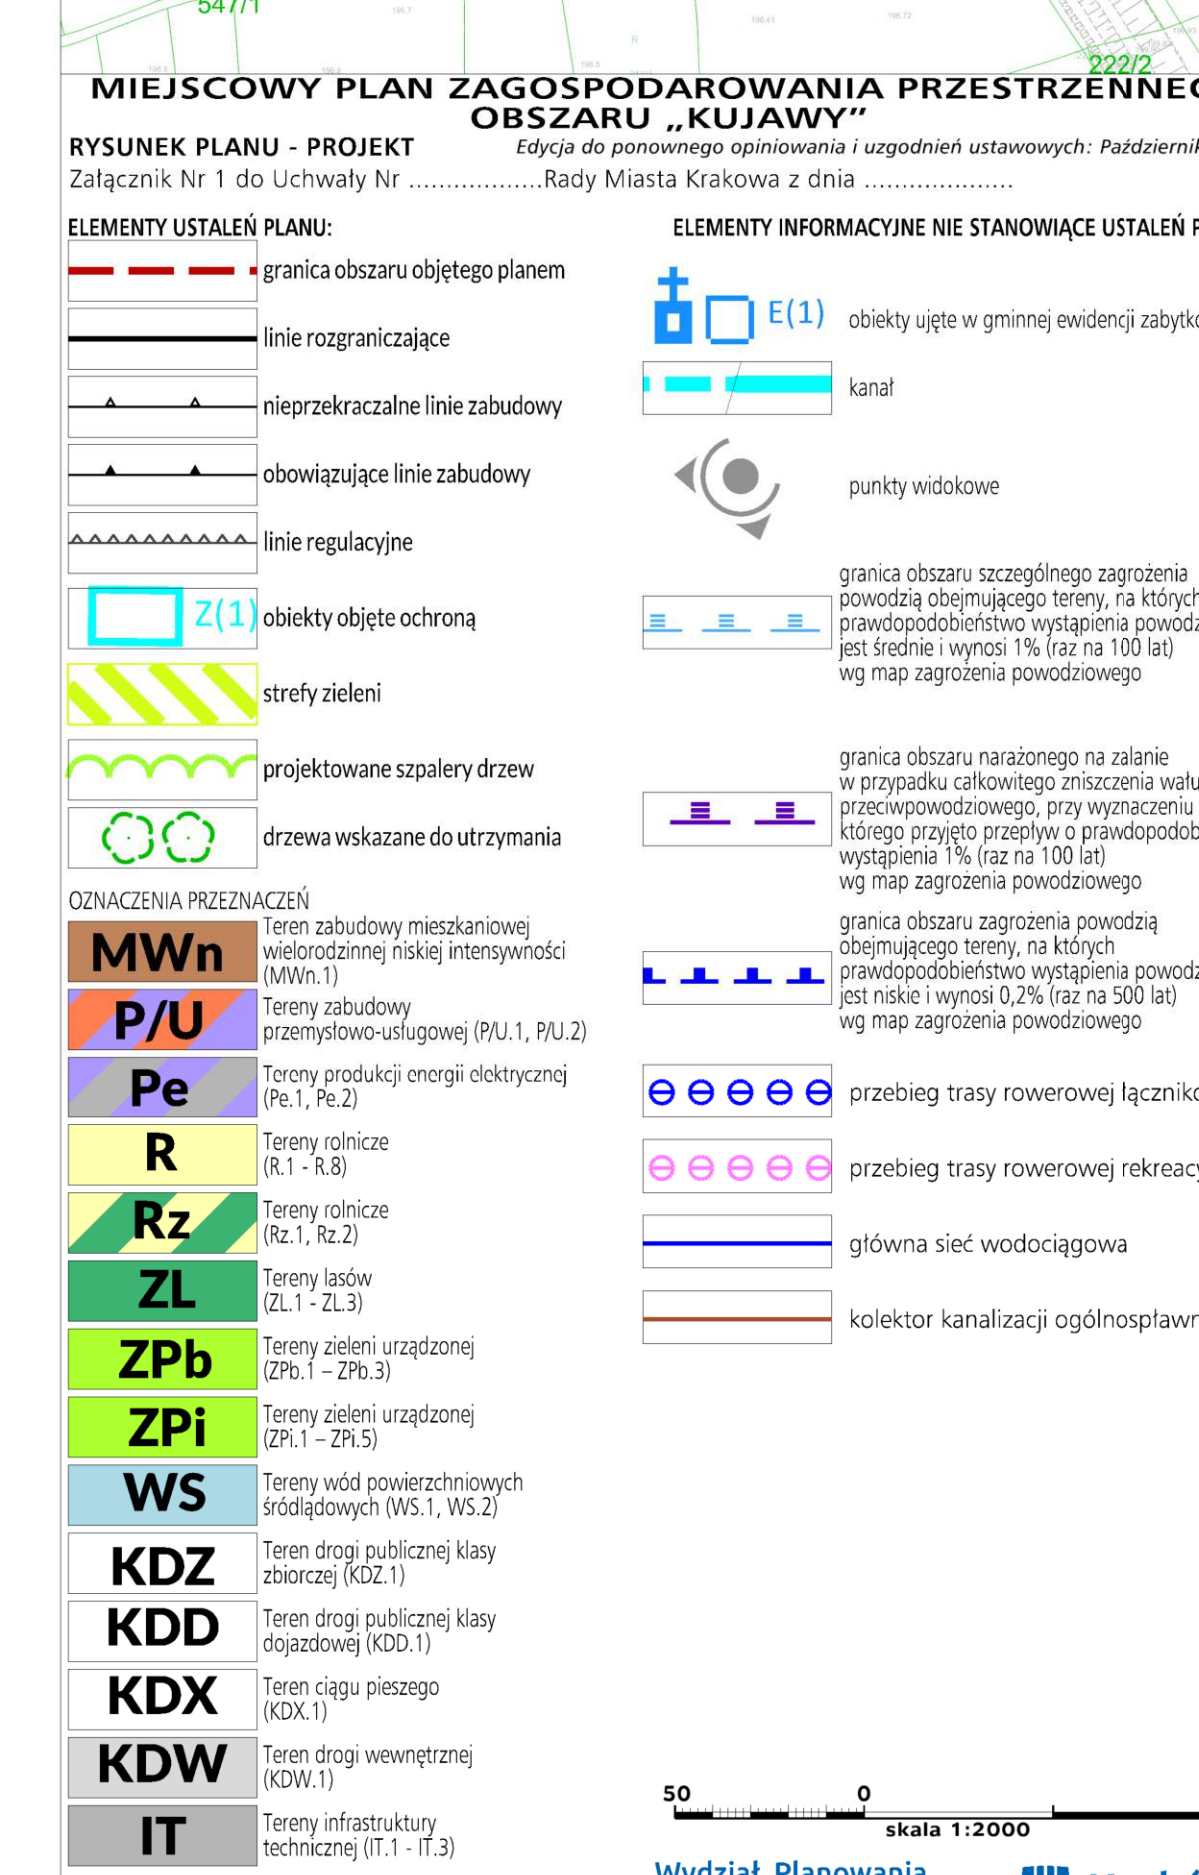 547/1
198.7
196.41
196.72
R
196.5
222/2
MIEJSCOWY PLAN ZAGOSPODAROWANIA PRZESTRZENNEG
OBSZARU „KUJAWY”
RYSUNEK PLANU - PROJEKT
Edycja do ponownego opiniowania i uzgodnień ustawowych: Październik
Załącznik Nr 1 do Uchwały Nr ..................Rady Miasta Krakowa z dnia ....................
ELEMENTY USTALEŃ PLANU:
granica obszaru objętego planem
linie rozgraniczające
nieprzekraczalne linie zabudowy
obowiązujące linie zabudowy
linie regulacyjne
Z(1) obiekty objęte ochroną
strefy zieleni
projektowane szpalery drzew
drzewa wskazane do utrzymania
OZNACZENIA PRZEZNACZEŃ
MWn
Teren zabudowy mieszkaniowej
wielorodzinnej niskiej intensywności
(MWn.1)
P/U
Tereny zabudowy
przemysłowo-usługowej (P/U.1, P/U.2)
Pe
Tereny produkcji energii elektrycznej
(Pe.1, Pe.2)
R
Tereny rolnicze
(R.1 - R.8)
Rz
Tereny rolnicze
(Rz.1, Rz.2)
ZL
Tereny lasów
(ZL.1 - ZL.3)
ZPb
Tereny zieleni urządzonej
(ZPb.1 – ZPb.3)
ZPi
Tereny zieleni urządzonej
(ZPi.1 – ZPi.5)
WS
Tereny wód powierzchniowych
śródlądowych (WS.1, WS.2)
KDZ
Teren drogi publicznej klasy
zbiorczej (KDZ.1)
KDD
Teren drogi publicznej klasy
dojazdowej (KDD.1)
KDX
Teren ciągu pieszego
(KDX.1)
KDW
Teren drogi wewnętrznej
(KDW.1)
IT
Tereny infrastruktury
technicznej (IT.1 - IT.3)
ELEMENTY INFORMACYJNE NIE STANOWIĄCE USTALEŃ P
E(1) obiekty ujęte w gminnej ewidencji zabytkó
kanał
punkty widokowe
granica obszaru szczególnego zagrożenia
powodzią obejmującego tereny, na których
prawdopodobieństwo wystąpienia powodz
jest średnie i wynosi 1% (raz na 100 lat)
wg map zagrożenia powodziowego
granica obszaru narażonego na zalanie
w przypadku całkowitego zniszczenia wału
przeciwpowodziowego, przy wyznaczeniu
którego przyjęto przepływ o prawdopodob
wystąpienia 1% (raz na 100 lat)
wg map zagrożenia powodziowego
granica obszaru zagrożenia powodzią
obejmującego tereny, na których
prawdopodobieństwo wystąpienia powodz
jest niskie i wynosi 0,2% (raz na 500 lat)
wg map zagrożenia powodziowego
przebieg trasy rowerowej łączniko
przebieg trasy rowerowej rekreacy
główna sieć wodociągowa
kolektor kanalizacji ogólnospławn
50 0
skala 1:2000
Wydział Planowania